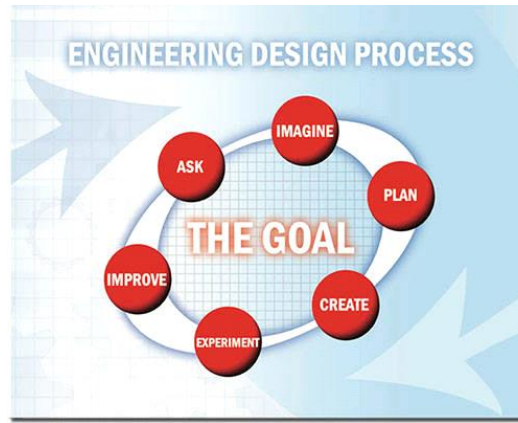 ENGINEERING DESIGN PROCESS
IMAGINE
ASK
PLAN
THE GOAL
IMPROVE
CREATE
EXPERIMENT